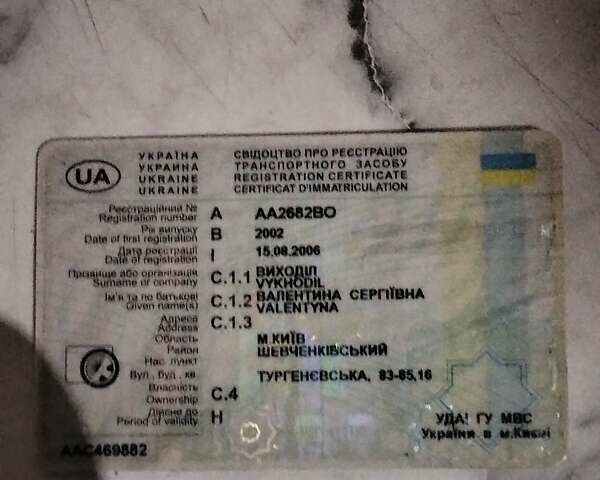 UA
УКРАЇНА СВІДОЦТВО ПРО РЕЄСТРАЦІЮ
УКРАИНА ТРАНСПОРТНОГО ЗАСОБУ
UKRAINE REGISTRATION CERTIFICATE
UKRAINE CERTIFICAT D'IMMATRICULATION
Реєстраційний № A AA2682BO
Registration number
Рік випуску B 2002
Date of first registration
Дата реєстрації I 15.08.2006
Date of registration
Прізвище або організація C.1.1 ВИХОДІЛ
Surname or company VYKHODIL
Ім'я та по батькові C.1.2 ВАЛЕНТИНА СЕРГІЇВНА
Given name(s) VALENTYNA
Адреса C.1.3
Address
Область М.КИЇВ
Район ШЕВЧЕНКІВСЬКИЙ
Нас. пункт
Вул., буд., кв. ТУРГЕНЄВСЬКА, 83-85,16
Власність C.4
Ownership
Дійсне до H
Period of validity
УДАІ ГУ МВС
України в м.Києві
AAC469882